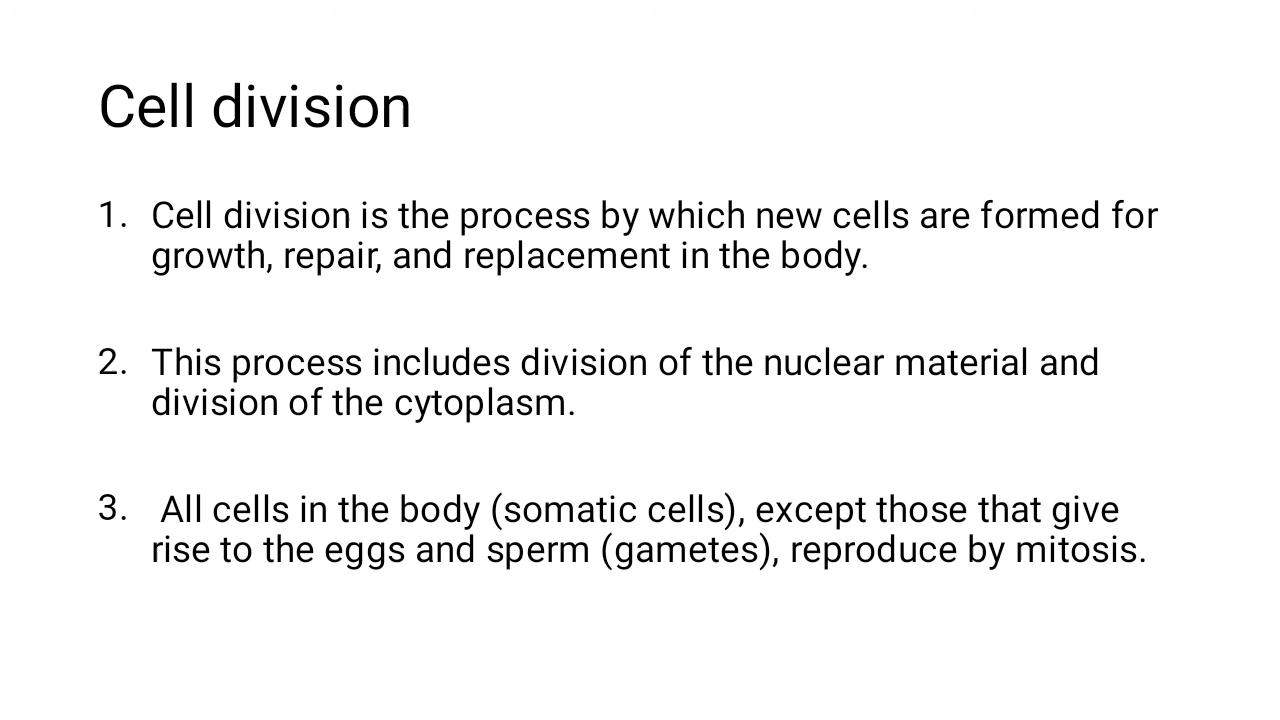 Cell division
1. Cell division is the process by which new cells are formed for
growth, repair, and replacement in the body.
2. This process includes division of the nuclear material and
division of the cytoplasm.
3. All cells in the body (somatic cells), except those that give
rise to the eggs and sperm (gametes), reproduce by mitosis.